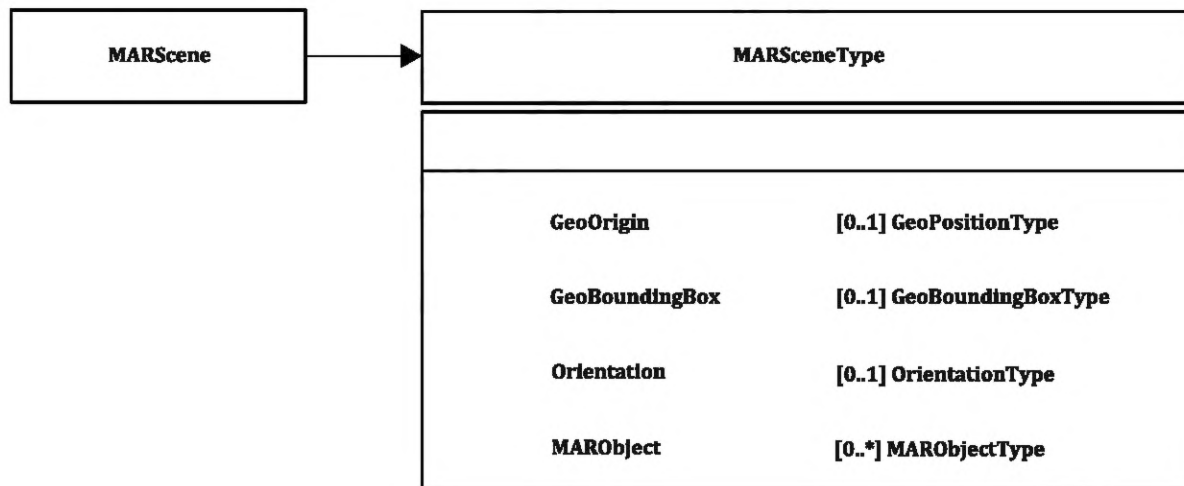 MARScene
MARSceneType
GeoOrigin [0..1] GeoPositionType
GeoBoundingBox [0..1] GeoBoundingBoxType
Orientation [0..1] OrientationType
MARObject [0..*] MARObjectType